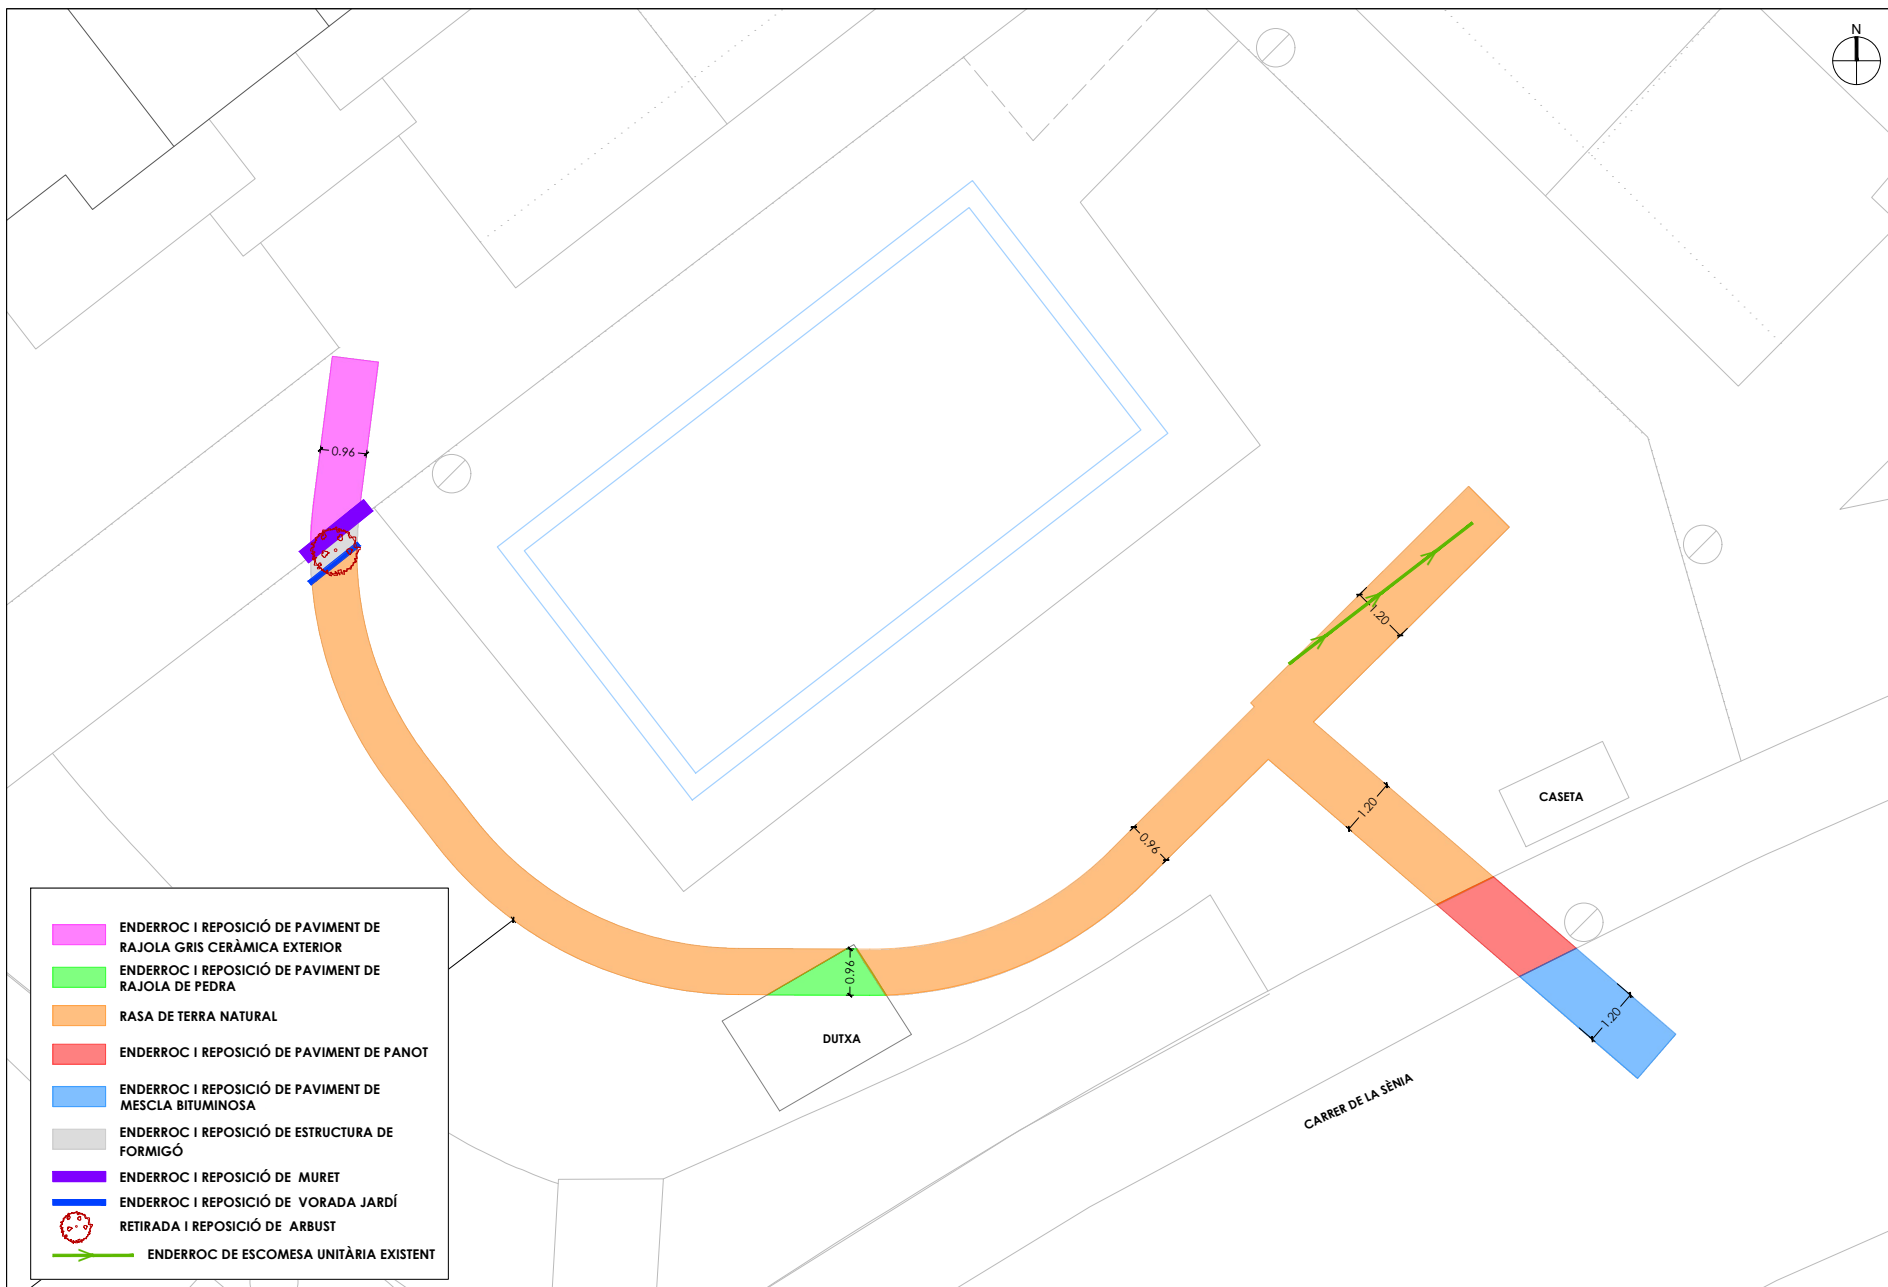 N
0.96
1.20
CASETA
1.20
0.96
0.96
1.20
DUTXA
CARRER DE LA SÈNIA
ENDERROC I REPOSICIÓ DE PAVIMENT DE
RAJOLA GRIS CERÀMICA EXTERIOR
ENDERROC I REPOSICIÓ DE PAVIMENT DE
RAJOLA DE PEDRA
RASA DE TERRA NATURAL
ENDERROC I REPOSICIÓ DE PAVIMENT DE PANOT
ENDERROC I REPOSICIÓ DE PAVIMENT DE
MESCLA BITUMINOSA
ENDERROC I REPOSICIÓ DE ESTRUCTURA DE
FORMIGÓ
ENDERROC I REPOSICIÓ DE  MURET
ENDERROC I REPOSICIÓ DE  VORADA JARDÍ
RETIRADA I REPOSICIÓ DE  ARBUST
ENDERROC DE ESCOMESA UNITÀRIA EXISTENT